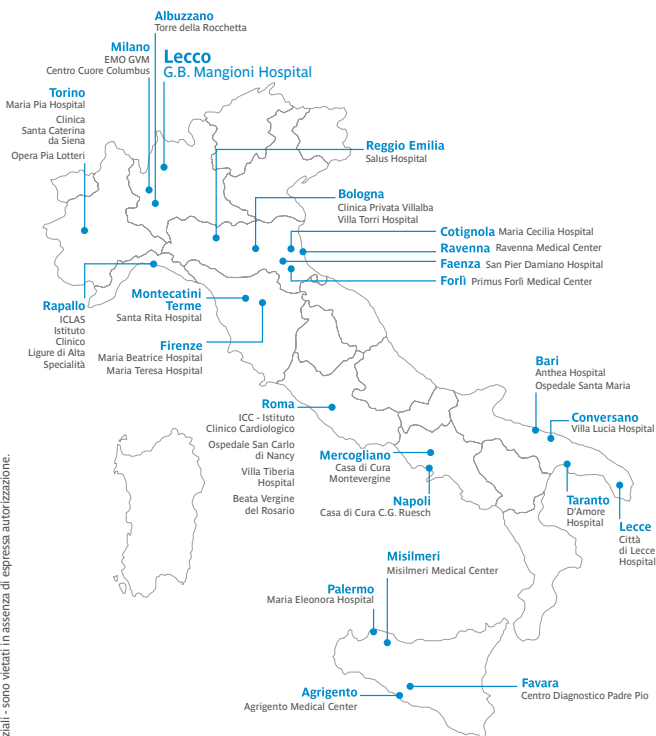 Albuzzano
Torre della Rocchetta
Milano
EMO GVM
Centro Cuore Columbus
Lecco
G.B. Mangioni Hospital
Torino
Maria Pia Hospital
Clinica
Santa Caterina
da Siena
Opera Pia Lotteri
Reggio Emilia
Salus Hospital
Bologna
Clinica Privata Villalba
Villa Torri Hospital
Cotignola Maria Cecilia Hospital
Ravenna Ravenna Medical Center
Faenza San Pier Damiano Hospital
Forlì Primus Forlì Medical Center
Rapallo
ICLAS
Istituto
Clinico
Ligure di Alta
Specialità
Montecatini
Terme
Santa Rita Hospital
Firenze
Maria Beatrice Hospital
Maria Teresa Hospital
Bari
Anthea Hospital
Ospedale Santa Maria
Conversano
Villa Lucia Hospital
Roma
ICC - Istituto
Clinico Cardiologico
Ospedale San Carlo
di Nancy
Villa Tiberia
Hospital
Beata Vergine
del Rosario
Mercogliano
Casa di Cura
Montevergine
Napoli
Casa di Cura C.G. Ruesch
Taranto
D'Amore
Hospital
Lecce
Città
di Lecce
Hospital
Misilmeri
Misilmeri Medical Center
Palermo
Maria Eleonora Hospital
Agrigento
Agrigento Medical Center
Favara
Centro Diagnostico Padre Pio
ziali - sono vietati in assenza di espressa autorizzazione.